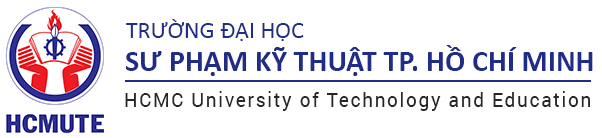 TRƯỜNG ĐẠI HỌC
SƯ PHẠM KỸ THUẬT TP. HỒ CHÍ MINH
HCMC University of Technology and Education
HCMUTE